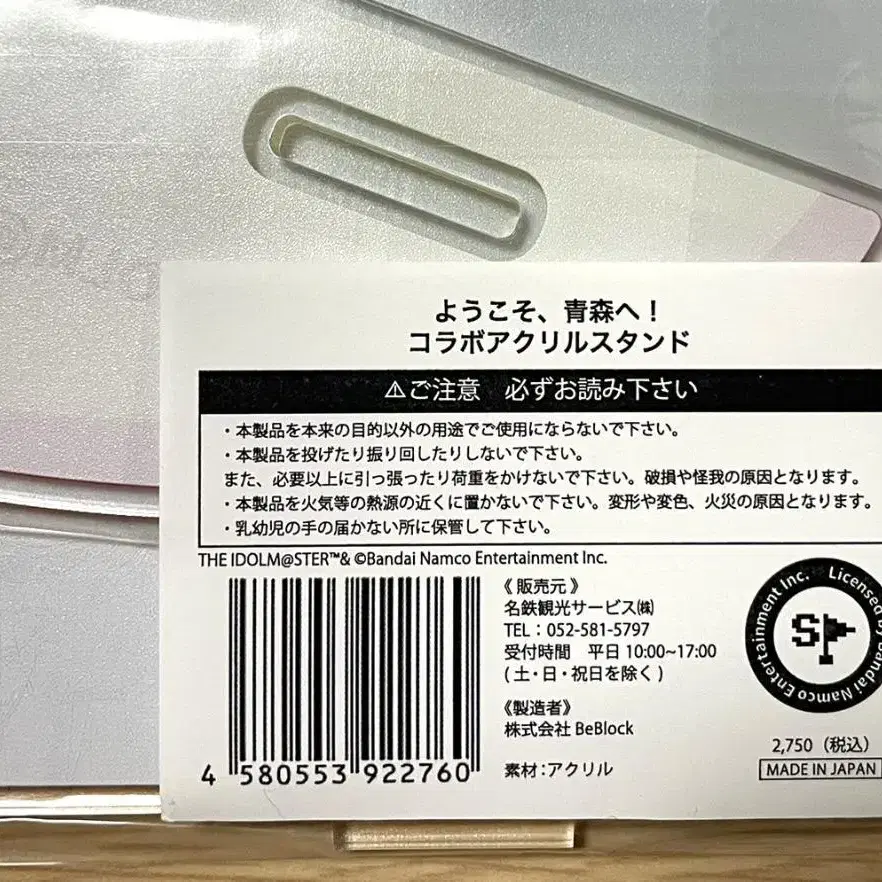 ようこそ、青森へ！
コラボアクリルスタンド
⚠ご注意　必ずお読み下さい
・本製品を本来の目的以外の用途でご使用にならないで下さい。
・本製品を投げたり振り回したりしないで下さい。
また、必要以上に引っ張ったり荷重をかけないで下さい。破損や怪我の原因となります。
・本製品を火気等の熱源の近くに置かないで下さい。変形や変色、火災の原因となります。
・乳幼児の手の届かない所に保管して下さい。
THE IDOLM@STER™& ©Bandai Namco Entertainment Inc.
4 580553 922760
《 販売元 》
名鉄観光サービス㈱
TEL：052-581-5797
受付時間　平日 10:00~17:00
( 土・日・祝日を除く )
《製造者》
株式会社 BeBlock
素材：アクリル
Licensed by Bandai Namco Entertainment Inc.
2,750（税込）
MADE IN JAPAN